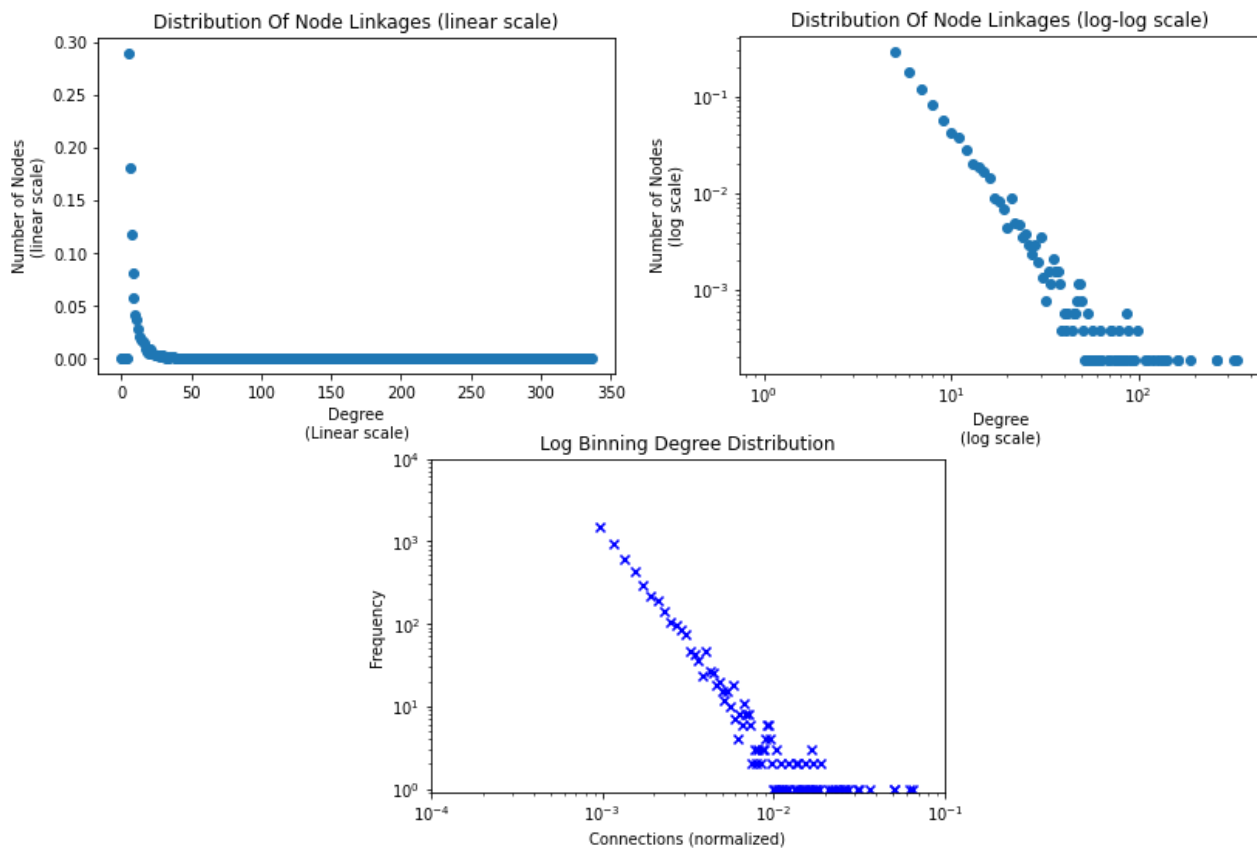 Distribution Of Node Linkages (linear scale)
Number of Nodes
(linear scale)
0.30
0.25
0.20
0.15
0.10
0.05
0.00
0 50 100 150 200 250 300 350
Degree
(Linear scale)
Distribution Of Node Linkages (log-log scale)
Number of Nodes
(log scale)
10⁻¹
10⁻²
10⁻³
10⁰ 10¹ 10²
Degree
(log scale)
Log Binning Degree Distribution
Frequency
10⁴
10³
10²
10¹
10⁰
10⁻⁴ 10⁻³ 10⁻² 10⁻¹
Connections (normalized)